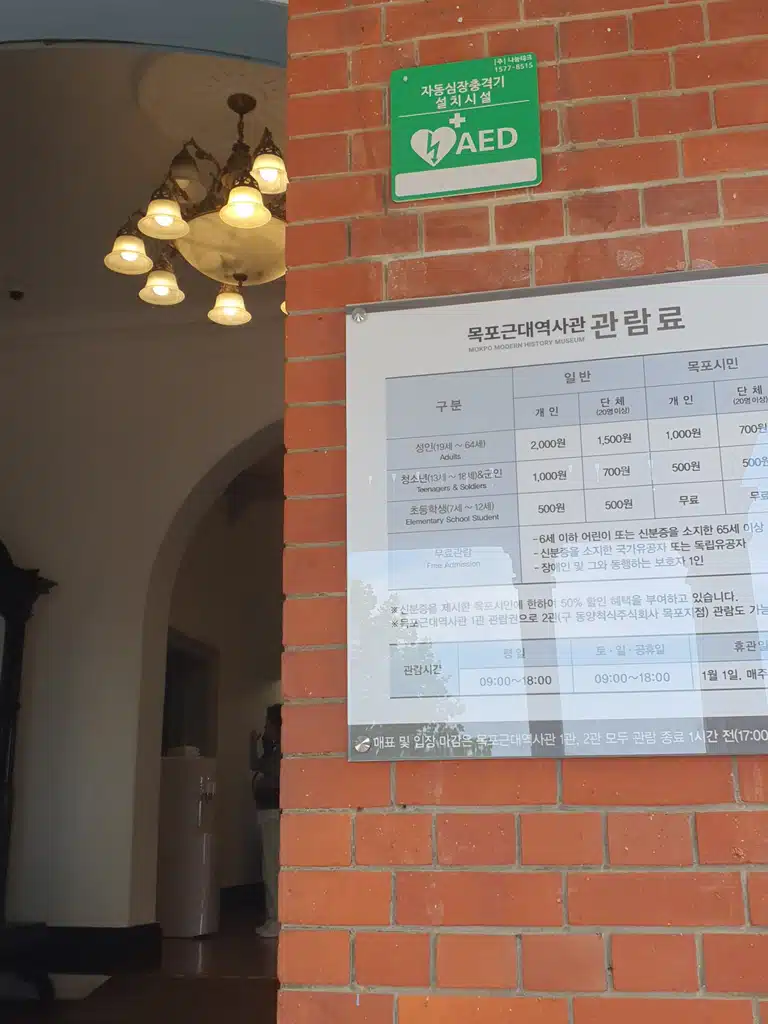 (주) 나눔테크
1577-8515
자동심장충격기
설치시설
AED
목포근대역사관 관람료
MOKPO MODERN HISTORY MUSEUM
구분 일반 목포시민
개인 단체 (20명이상) 개인 단체 (20명이상)
성인(19세 ~ 64세) 2,000원 1,500원 1,000원 700원
Adults
청소년(13세 ~ 18세)&군인 1,000원 700원 500원 500원
Teenagers & Soldiers
초등학생(7세 ~ 12세) 500원 500원 무료 무료
Elementary School Student
무료관람
Free Admission
- 6세 이하 어린이 또는 신분증을 소지한 65세 이상
- 신분증을 소지한 국가유공자 또는 독립유공자
- 장애인 및 그와 동행하는 보호자 1인
※신분증을 제시한 목포시민에 한하여 50% 할인 혜택을 부여하고 있습니다.
※목포근대역사관 1관 관람권으로 2관(구 동양척식주식회사 목포지점) 관람도 가능
관람시간 평일 토·일·공휴일 휴관일
09:00~18:00 09:00~18:00 1월 1일, 매주
매표 및 입장 마감은 목포근대역사관 1관, 2관 모두 관람 종료 1시간 전(17:00